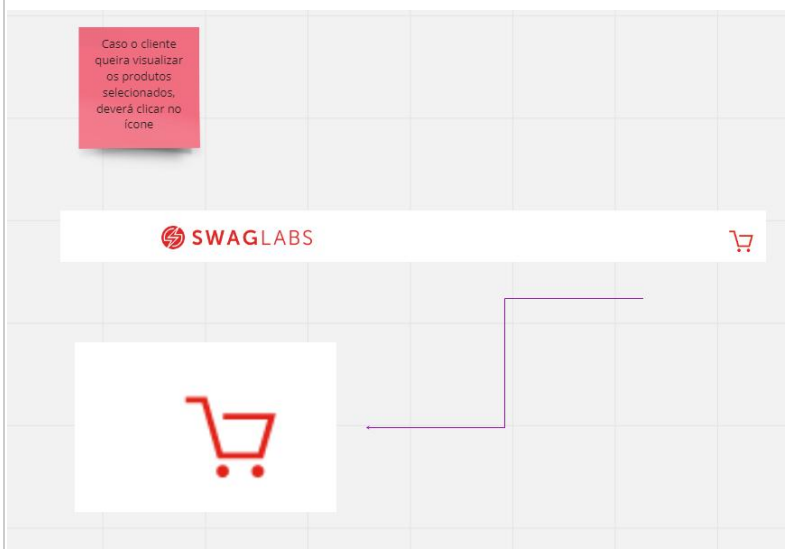 Caso o cliente
queira visualizar
os produtos
selecionados,
deverá clicar no
ícone
SWAGLABS